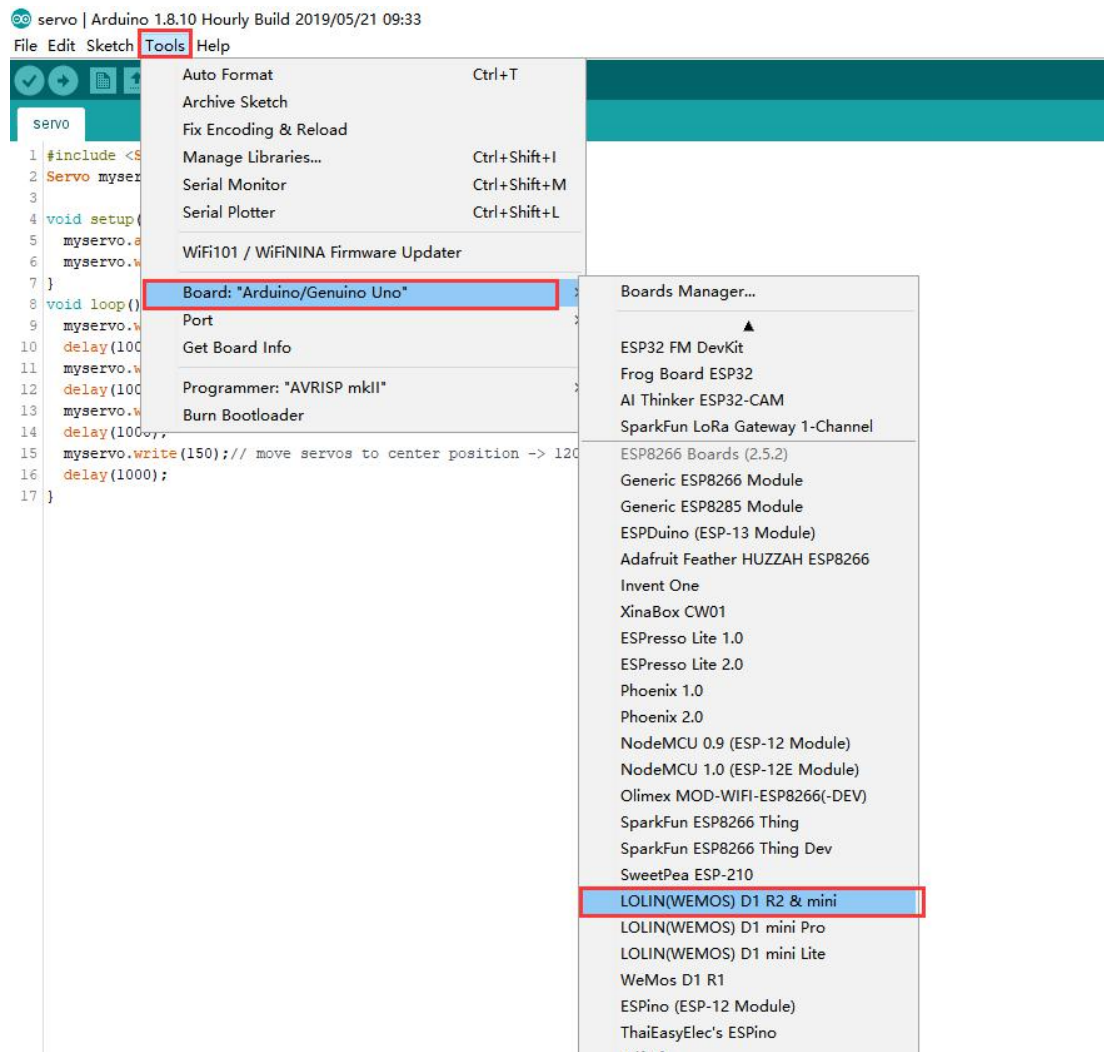 servo | Arduino 1.8.10 Hourly Build 2019/05/21 09:33
File Edit Sketch Tools Help
servo
Auto Format Ctrl+T
Archive Sketch
Fix Encoding & Reload
Manage Libraries... Ctrl+Shift+I
Serial Monitor Ctrl+Shift+M
Serial Plotter Ctrl+Shift+L
WiFi101 / WiFiNINA Firmware Updater
Board: "Arduino/Genuino Uno"
Port
Get Board Info
Programmer: "AVRISP mkII"
Burn Bootloader
1 #include <S
2 Servo myser
3
4 void setup(
5 myservo.a
6 myservo.w
7 }
8 void loop()
9 myservo.w
10 delay(100
11 myservo.w
12 delay(100
13 myservo.w
14 delay(1000);
15 myservo.write(150);// move servos to center position -> 120
16 delay(1000);
17 }
Boards Manager...
ESP32 FM DevKit
Frog Board ESP32
AI Thinker ESP32-CAM
SparkFun LoRa Gateway 1-Channel
ESP8266 Boards (2.5.2)
Generic ESP8266 Module
Generic ESP8285 Module
ESPDuino (ESP-13 Module)
Adafruit Feather HUZZAH ESP8266
Invent One
XinaBox CW01
ESPresso Lite 1.0
ESPresso Lite 2.0
Phoenix 1.0
Phoenix 2.0
NodeMCU 0.9 (ESP-12 Module)
NodeMCU 1.0 (ESP-12E Module)
Olimex MOD-WIFI-ESP8266(-DEV)
SparkFun ESP8266 Thing
SparkFun ESP8266 Thing Dev
SweetPea ESP-210
LOLIN(WEMOS) D1 R2 & mini
LOLIN(WEMOS) D1 mini Pro
LOLIN(WEMOS) D1 mini Lite
WeMos D1 R1
ESPino (ESP-12 Module)
ThaiEasyElec's ESPino